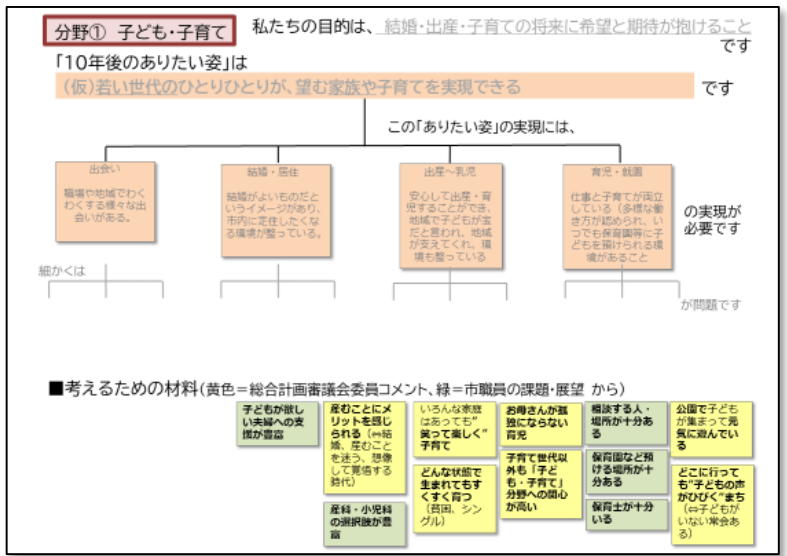 分野① 子ども・子育て
私たちの目的は、 結婚・出産・子育ての将来に希望と期待が抱けること
です
「10年後のありたい姿」は
(仮)若い世代のひとりひとりが、望む家族や子育てを実現できる
です
この「ありたい姿」の実現には、
出会い
職場や地域でわく
わくする様々な出
会いがある。
結婚・居住
結婚がよいものだと
いうイメージがあり、
市内に定住したくな
る環境が整っている。
出産～乳児
安心して出産・育
児することができ、
地域で子どもが宝
だと言われ、地域
が支えてくれ、環
境も整っている
育児・就園
仕事と子育てが両立
している（多様な働
き方が認められ、い
つでも保育園等に子
どもを預けられる環
境があること
の実現が
必要です
細かくは
が問題です
■考えるための材料(黄色=総合計画審議会委員コメント、緑=市職員の課題・展望 から)
子どもが欲し
い夫婦への支
援が豊富
産むことにメ
リットを感じ
られる（⇔結
婚、産むこと
を迷う、想像
して覚悟する
時代）
産科・小児科
の選択肢が豊
富
いろんな家庭
はあっても"
笑って楽しく"
子育て
どんな状態で
生まれてもす
くすく育つ
（貧困、シン
グル）
お母さんが孤
独にならない
育児
子育て世代以
外も「子ど
も・子育て」
分野への関心
が高い
相談する人・
場所が十分あ
る
保育園など預
ける場所が十
分ある
保育士が十分
いる
公園で子ども
が集まって元
気に遊んでい
る
どこに行って
も"子どもの声
がひびく"まち
（⇔子どもが
いない常会あ
る）